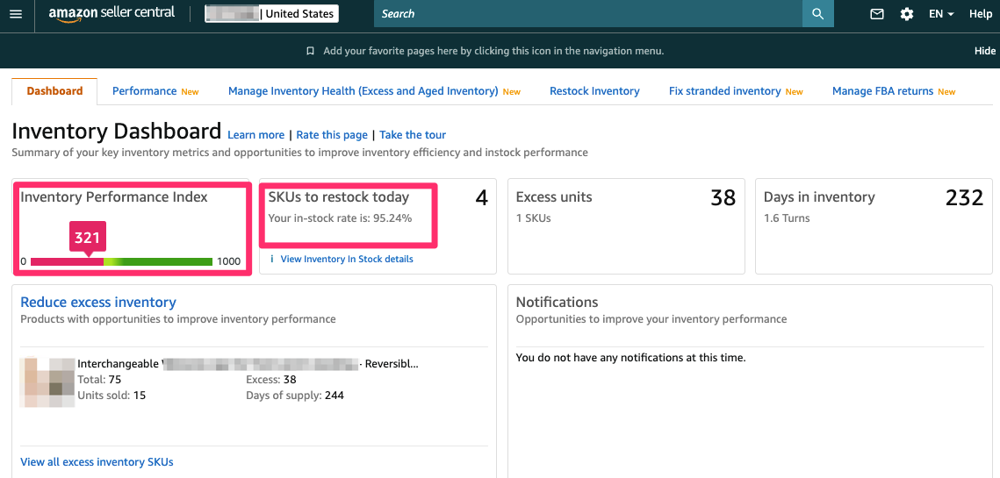 amazon seller central
| United States
Search
EN
Help
Add your favorite pages here by clicking this icon in the navigation menu.
Hide
Dashboard
Performance New
Manage Inventory Health (Excess and Aged Inventory) New
Restock Inventory
Fix stranded inventory New
Manage FBA returns New
Inventory Dashboard Learn more | Rate this page | Take the tour
Summary of your key inventory metrics and opportunities to improve inventory efficiency and instock performance
Inventory Performance Index
321
0
1000
SKUs to restock today
4
Your in-stock rate is: 95.24%
i View Inventory In Stock details
Excess units
38
1 SKUs
Days in inventory
232
1.6 Turns
Reduce excess inventory
Products with opportunities to improve inventory performance
Interchangeable
- Reversibl...
Total: 75
Excess: 38
Units sold: 15
Days of supply: 244
View all excess inventory SKUs
Notifications
Opportunities to improve your inventory performance
You do not have any notifications at this time.